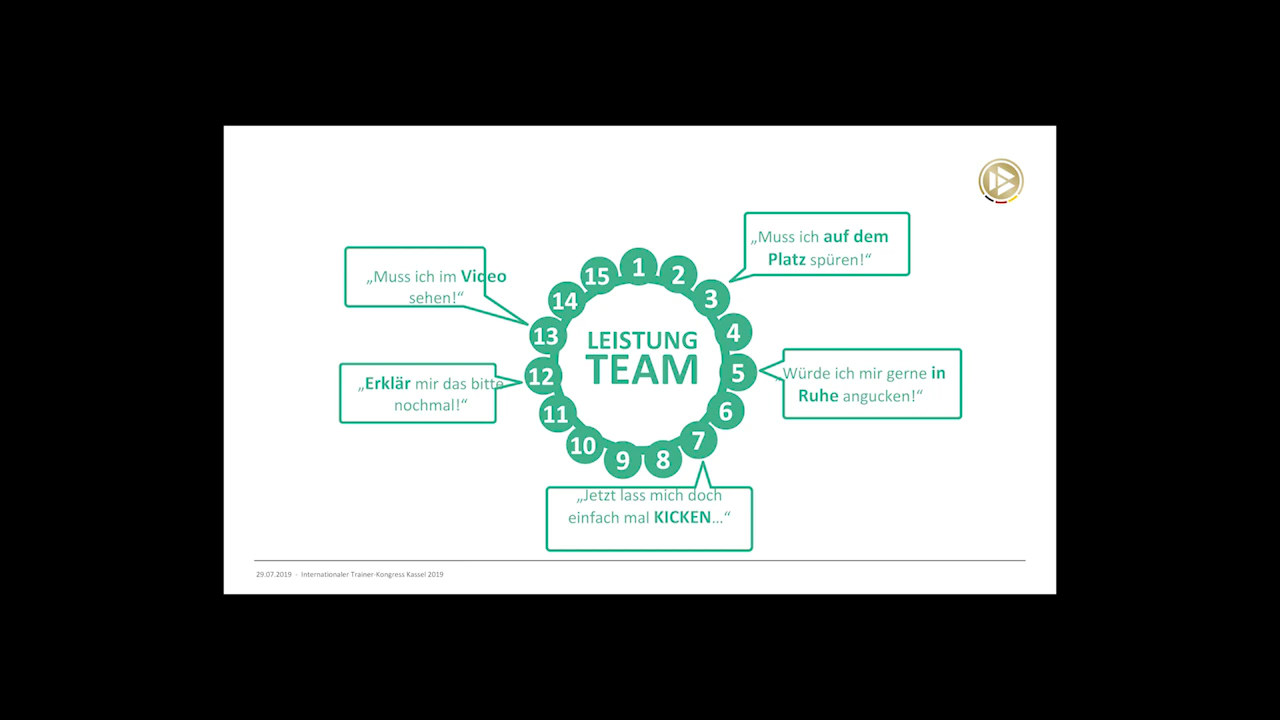 „Muss ich auf dem
Platz spüren!“
„Muss ich im Video
sehen!“
1
2
3
4
5
6
7
8
9
10
11
12
13
14
15
LEISTUNG
TEAM
Würde ich mir gerne in
Ruhe angucken!“
„Erklär mir das bitte
nochmal!“
„Jetzt lass mich doch
einfach mal KICKEN…“
29.07.2019 - Internationaler Trainer-Kongress Kassel 2019